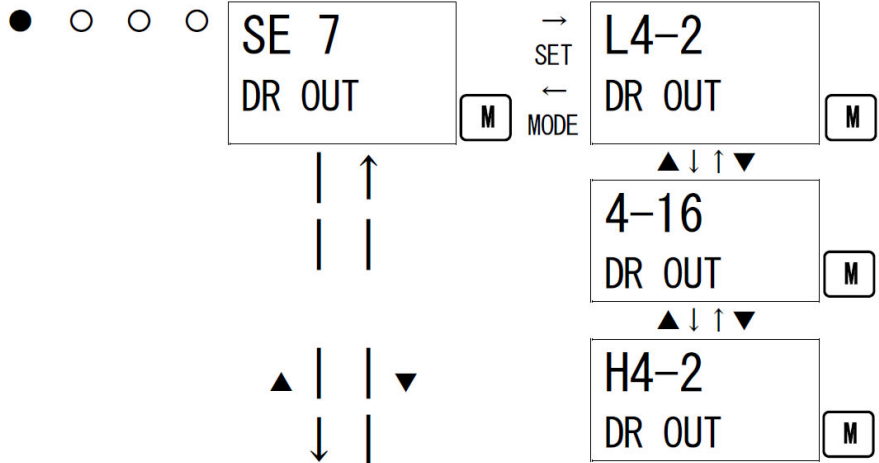 ● ○ ○ ○ SE 7 → L4-2
SET
DR OUT M ← DR OUT M
MODE
▲↓↑▼
4-16
DR OUT M
▲↓↑▼
▲ ▼ H4-2
DR OUT M